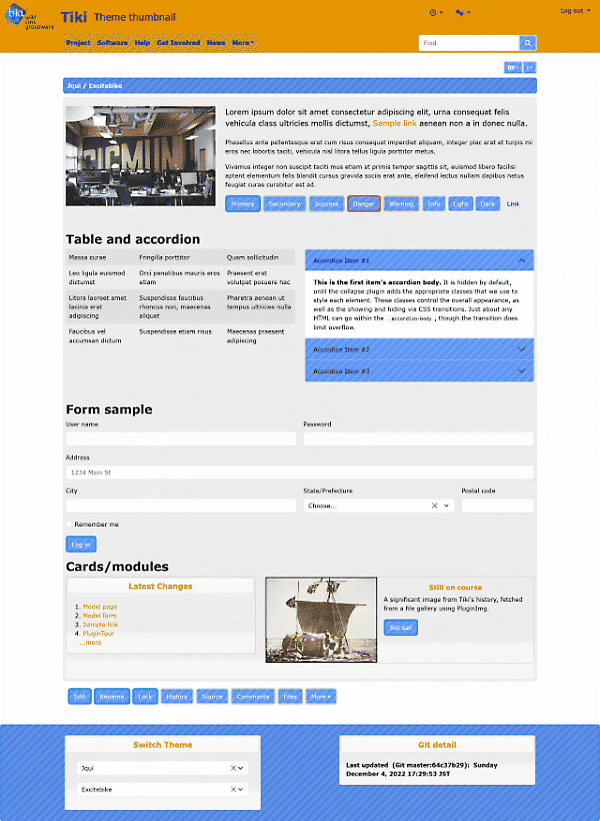 tiki wiki
cms
groupware
Tiki Theme thumbnail
Log out
Project Software Help Get Involved News More
Find
Jqui / Excitebike
Lorem ipsum dolor sit amet consectetur adipiscing elit, urna consequat felis
vehicula class ultricies mollis dictumst, Sample link aenean non a in donec nulla.
Phasellus ante pellentesque erat cum risus consequat imperdiet aliquam, integer plac erat et turpis mi
eros nec lobortis taciti, vehicula nisl litora tellus ligula porttitor metus.
Vivamus integer non suscipit taciti mus etiam at primis tempor sagittis sit, euismod libero facilisi
aptent elementum felis blandit cursus gravida sociis erat ante, eleifend lectus nullam dapibus netus
feugiat curae curabitur est ad.
Primary Secondary Success Danger Warning Info Light Dark Link
Table and accordion
Massa curae Fringilla porttitor Quam sollicitudin
Leo ligula euismod Orci penatibus mauris eros Praesent erat
dictumst etiam volutpat posuere hac
Litora laoreet amet Suspendisse faucibus Pharetra aenean ut
lacinia erat rhoncus non, maecenas tempus ultricies nulla
adipiscing aliquet
Faucibus vel Suspendisse etiam risus Maecenas praesent
accumsan dictum adipiscing
Accordion Item #1
This is the first item's accordion body. It is hidden by default,
until the collapse plugin adds the appropriate classes that we use to
style each element. These classes control the overall appearance, as
well as the showing and hiding via CSS transitions. Just about any
HTML can go within the .accordion-body , though the transition does
limit overflow.
Accordion Item #2
Accordion Item #3
Form sample
User name Password
Address
1234 Main St
City State/Prefecture Postal code
Choose...
Remember me
Log in
Cards/modules
Latest Changes
1. Model page
2. Model form
3. Sample link
4. PluginTour
...more
Still on course
A significant image from Tiki's history, fetched
from a file gallery using PluginImg.
Set sail
Edit Rename Lock History Source Comments Files More
Switch Theme
Jqui
Excitebike
Git detail
Last updated (Git master:64c37b29): Sunday
December 4, 2022 17:29:53 JST